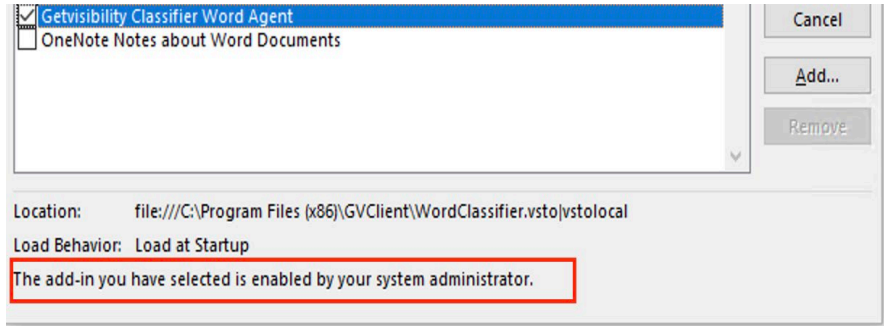 Getvisibility Classifier Word Agent
OneNote Notes about Word Documents
Cancel
Add...
Remove
Location: file:///C:\Program Files (x86)\GVClient\WordClassifier.vsto|vstolocal
Load Behavior: Load at Startup
The add-in you have selected is enabled by your system administrator.